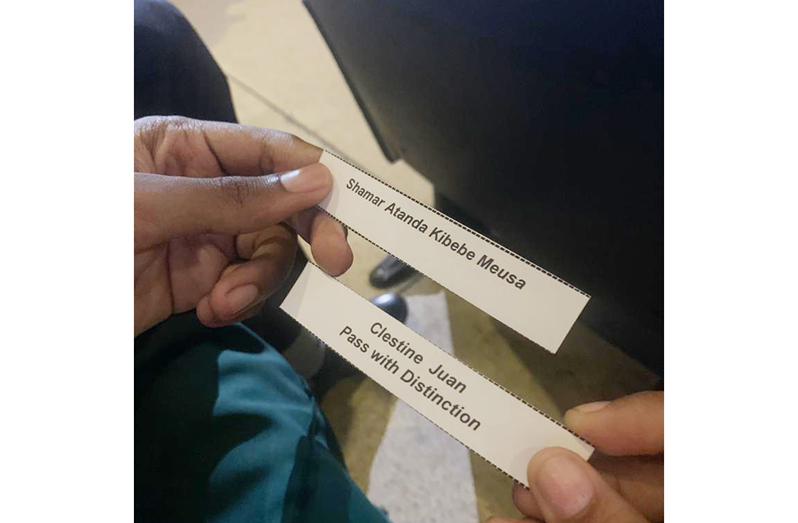 Shamar Atanda Kibebe Meusa
Clestine Juan
Pass with Distinction